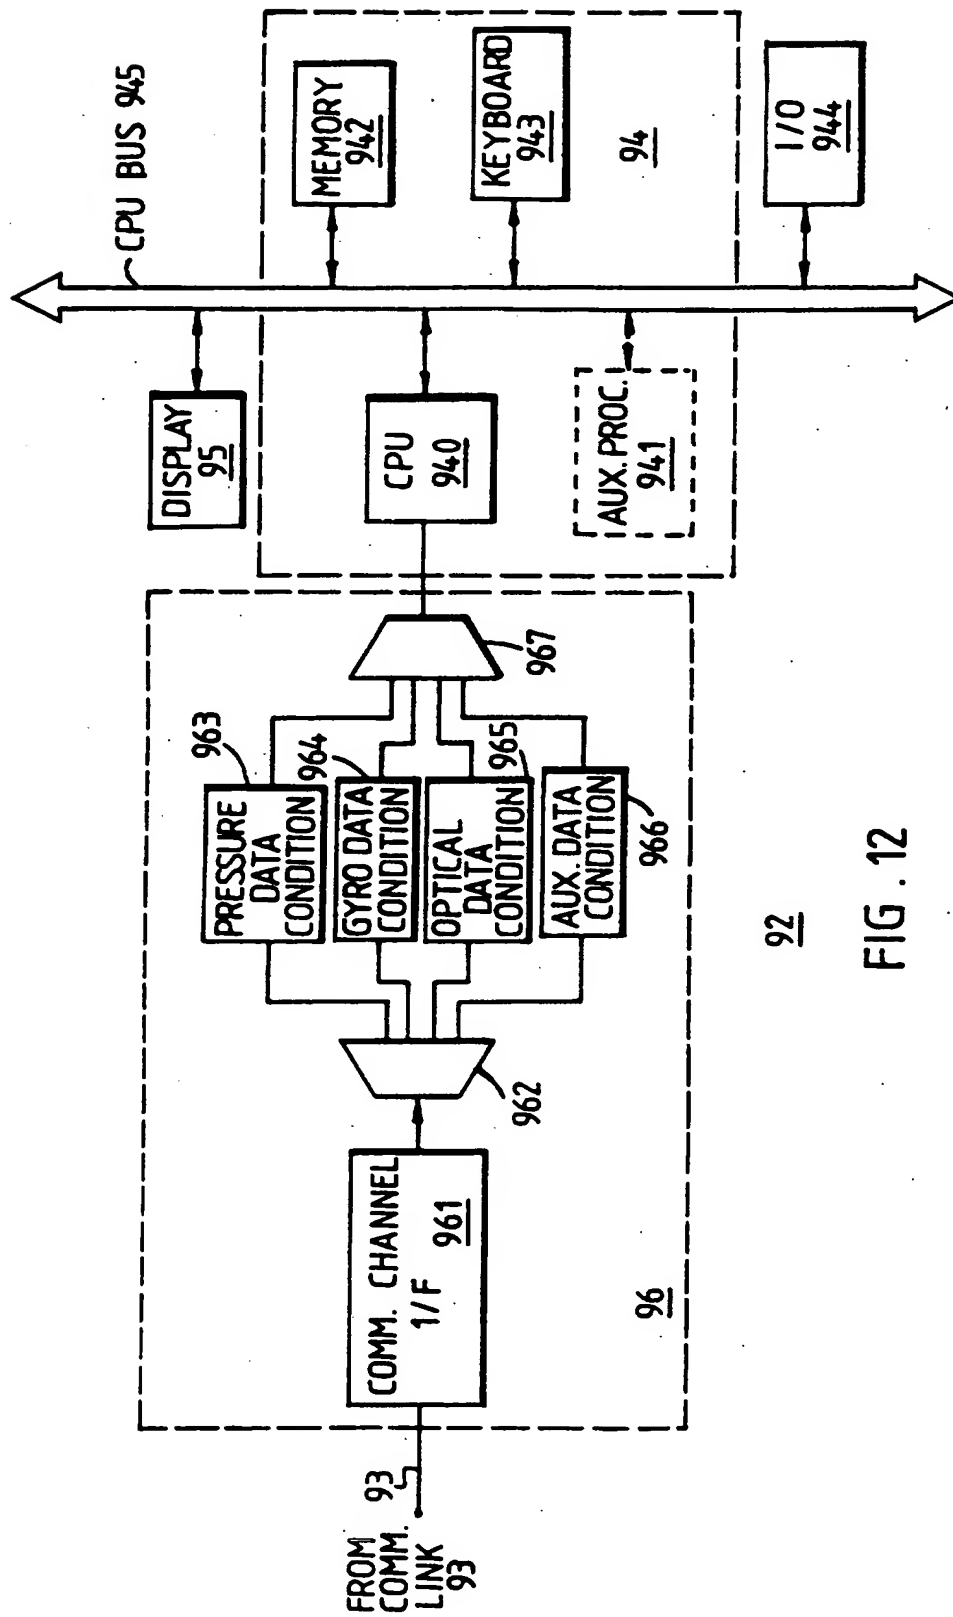 FROM
COMM.
LINK
93
93
COMM. CHANNEL
1/F
961
962
PRESSURE
DATA
CONDITION
963
GYRO DATA
CONDITION
964
OPTICAL
DATA
CONDITION
965
AUX. DATA
CONDITION
966
967
96
DISPLAY
95
CPU
940
AUX. PROC.
941
CPU BUS 945
MEMORY
942
KEYBOARD
943
94
I/O
944
92
FIG. 12